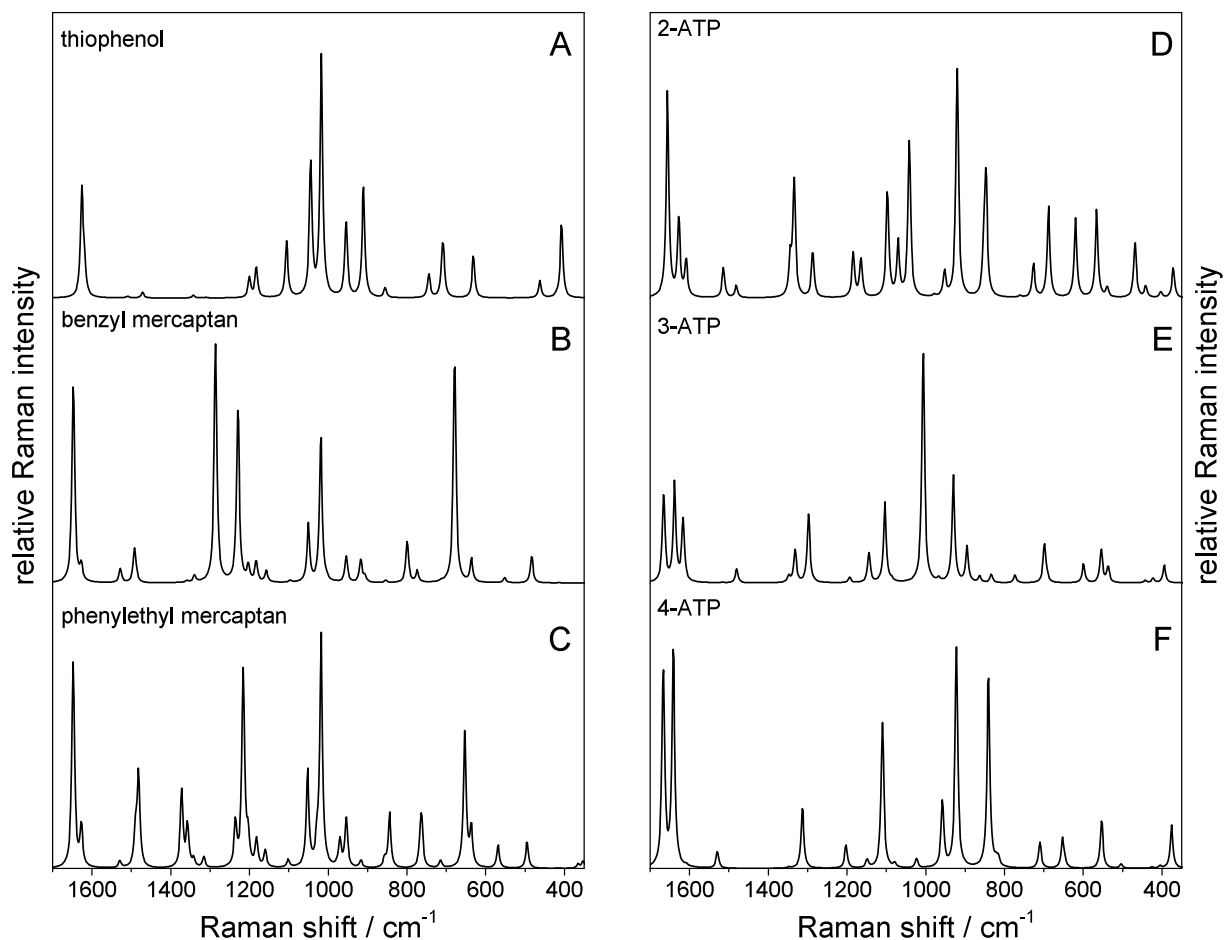 thiophenol
A
benzyl mercaptan
B
phenylethyl mercaptan
C
relative Raman intensity
1600 1400 1200 1000 800 600 400
Raman shift / cm-1
2-ATP
D
3-ATP
E
4-ATP
F
relative Raman intensity
1600 1400 1200 1000 800 600 400
Raman shift / cm-1